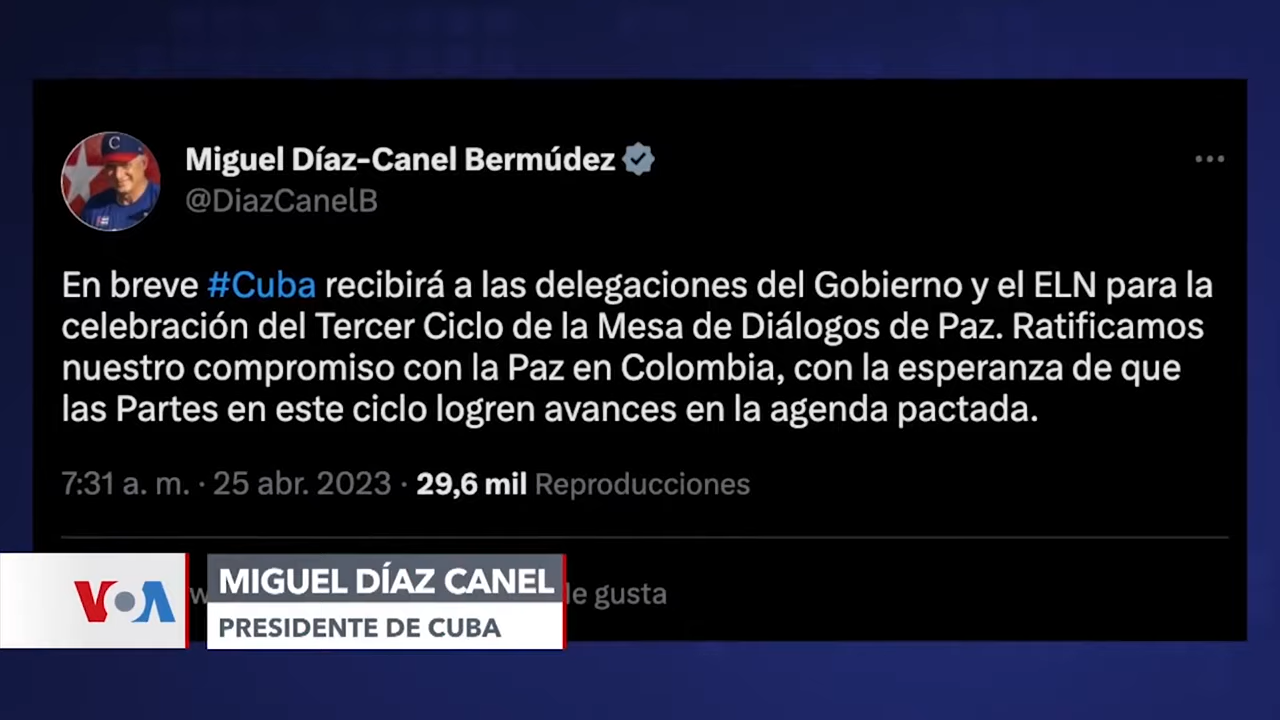 Miguel Díaz-Canel Bermúdez
@DiazCanelB
En breve #Cuba recibirá a las delegaciones del Gobierno y el ELN para la
celebración del Tercer Ciclo de la Mesa de Diálogos de Paz. Ratificamos
nuestro compromiso con la Paz en Colombia, con la esperanza de que
las Partes en este ciclo logren avances en la agenda pactada.
7:31 a. m. · 25 abr. 2023 · 29,6 mil Reproducciones
gusta
VOA
MIGUEL DÍAZ CANEL
PRESIDENTE DE CUBA